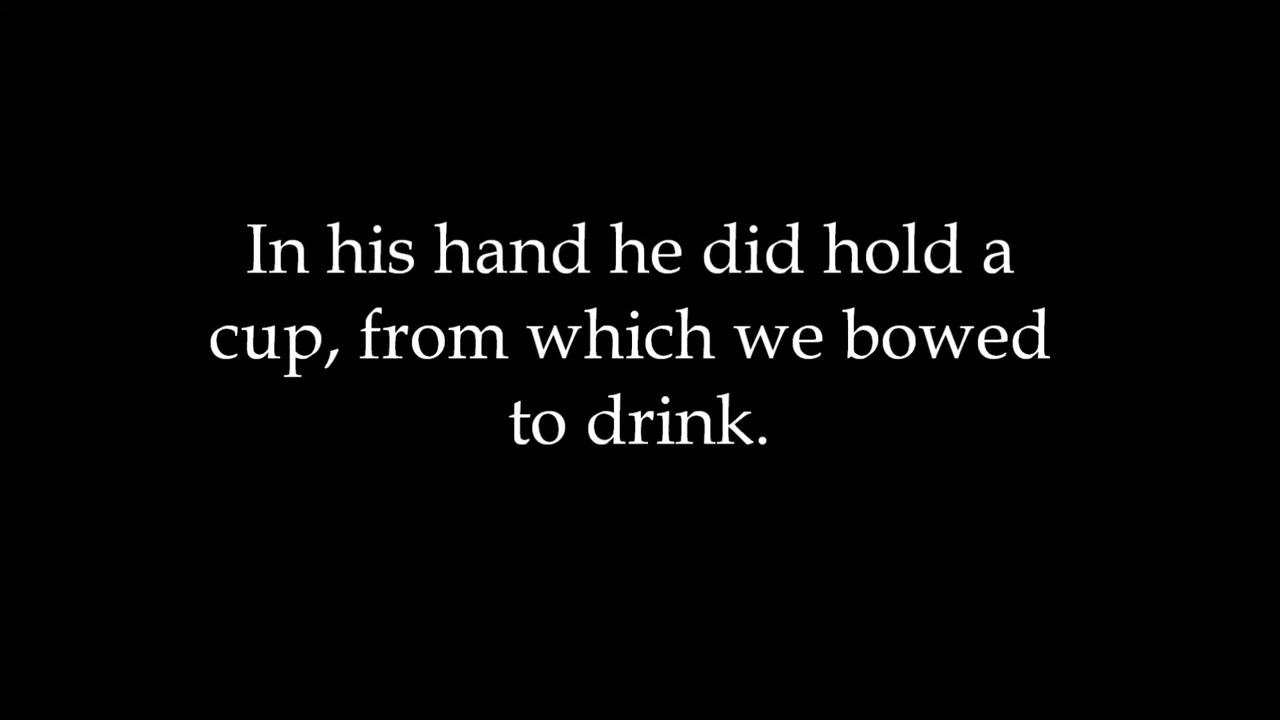 In his hand he did hold a
cup, from which we bowed
to drink.